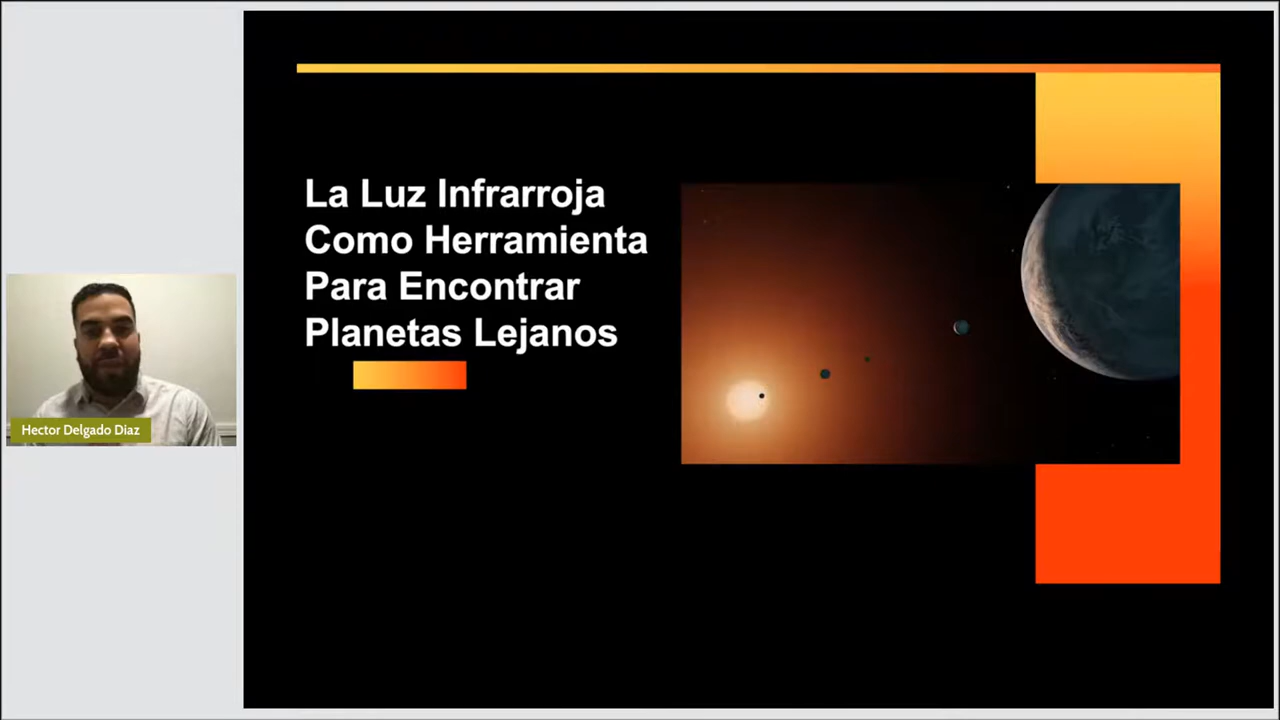 La Luz Infrarroja
Como Herramienta
Para Encontrar
Planetas Lejanos
Hector Delgado Diaz